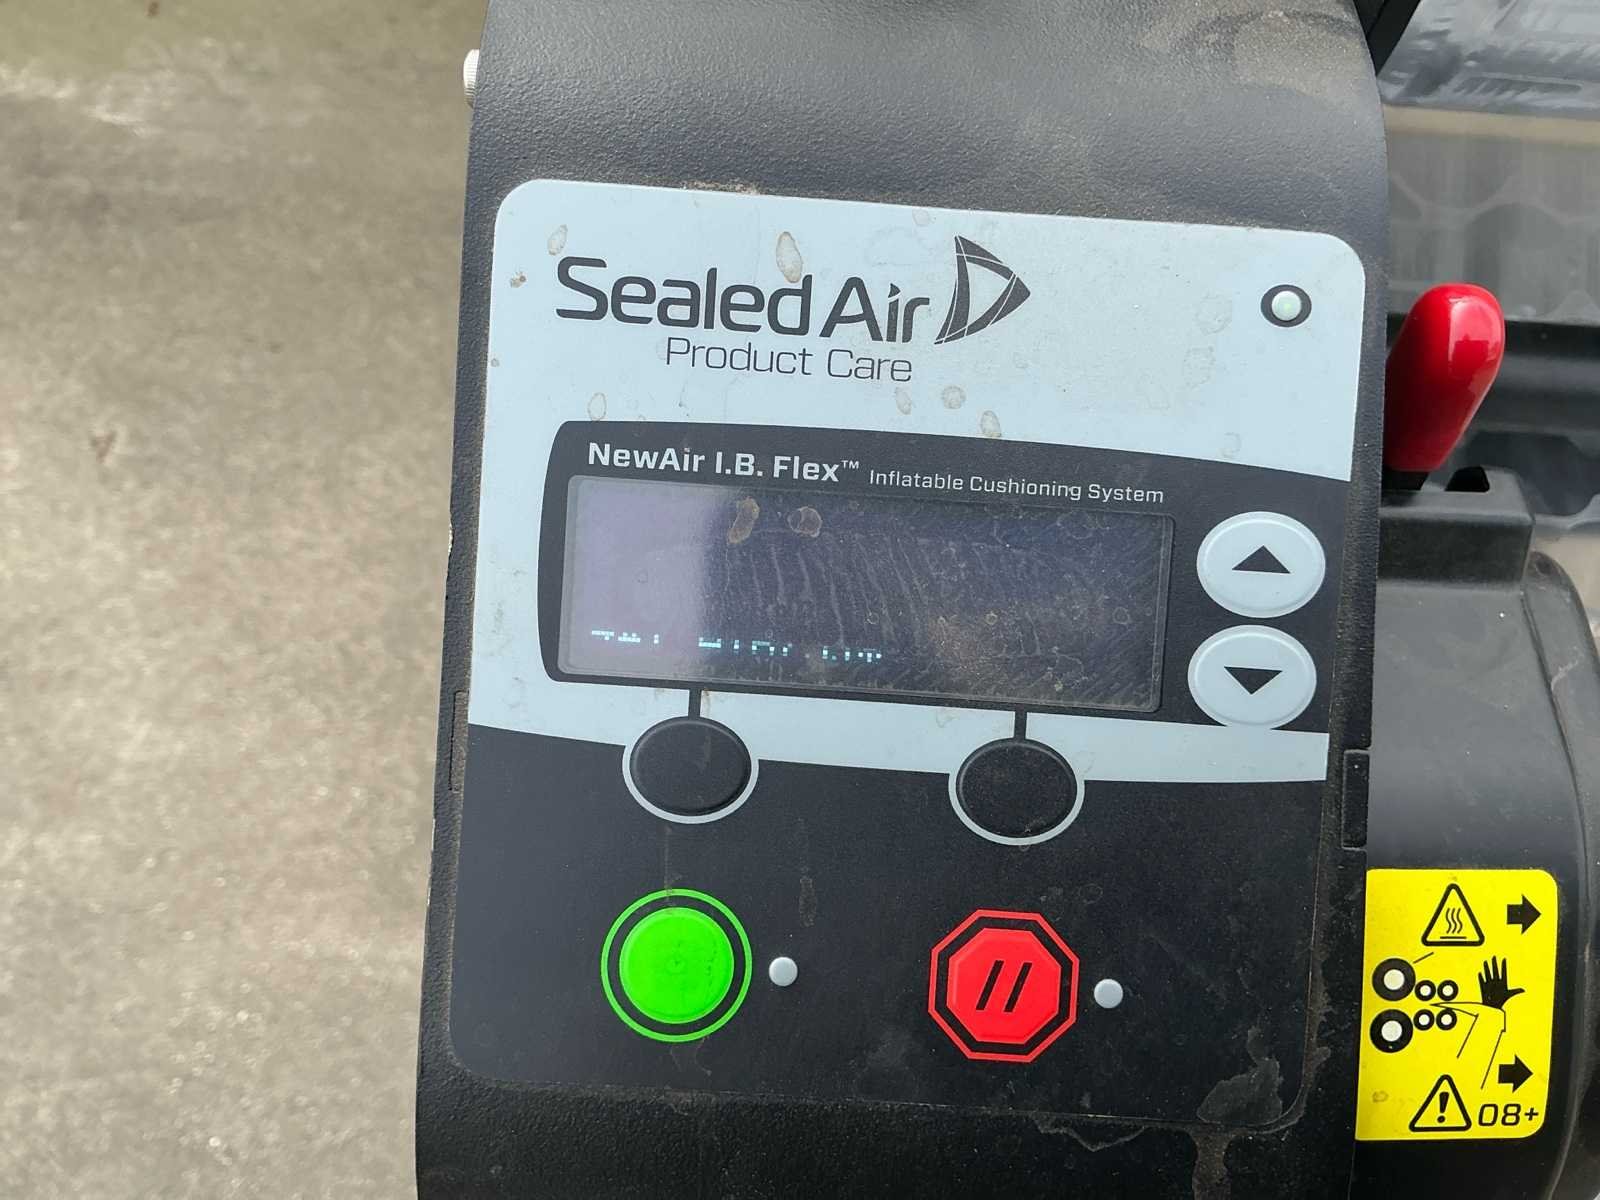 Sealed Air
Product Care
NewAir I.B. Flex™ Inflatable Cushioning System
08+